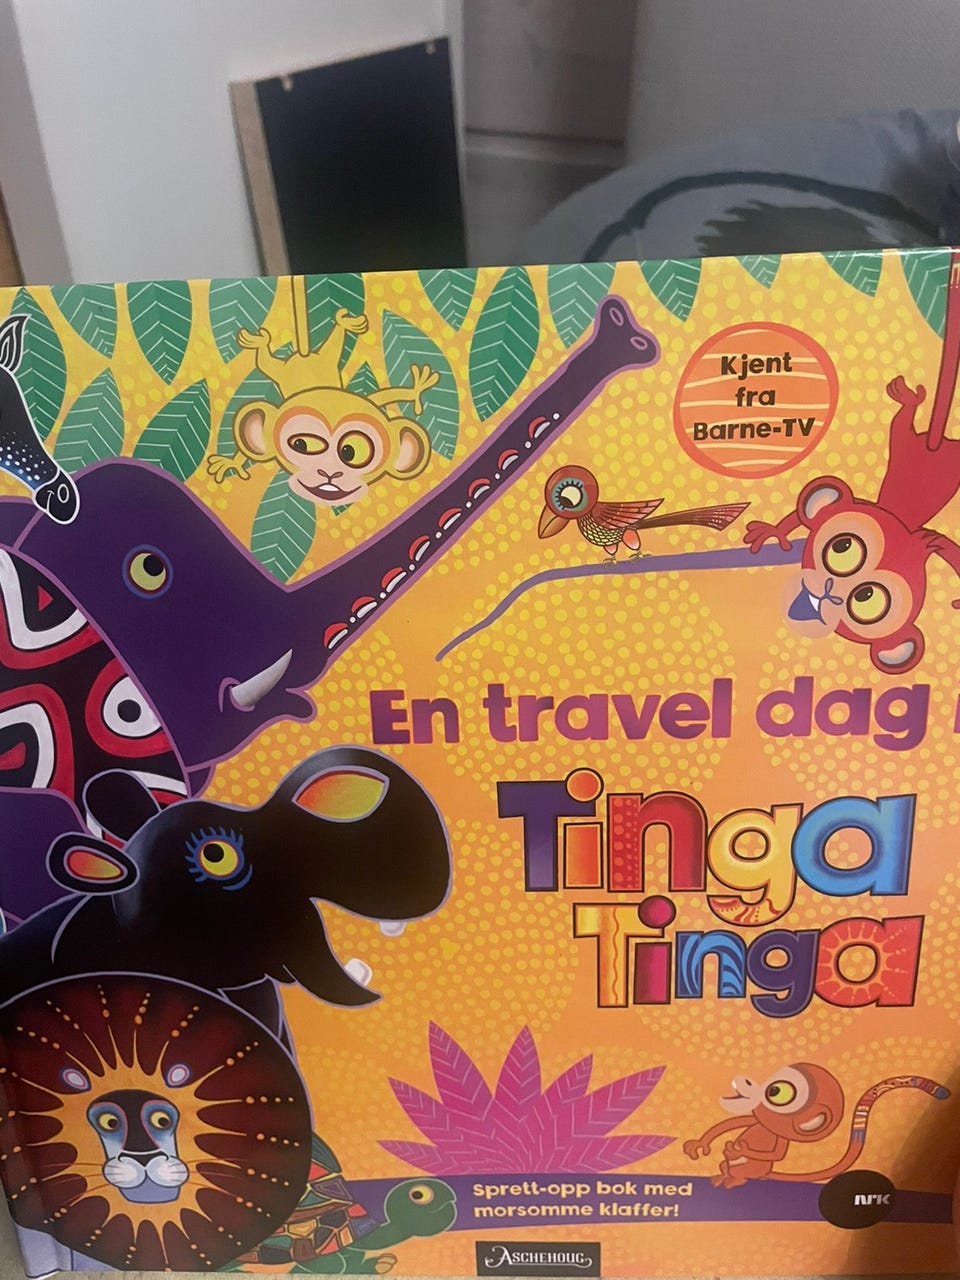 Kjent
fra
Barne-TV
En travel dag
Tinga
Tinga
Sprett-opp bok med
morsomme klaffer!
nrk
ASCHEHOUG